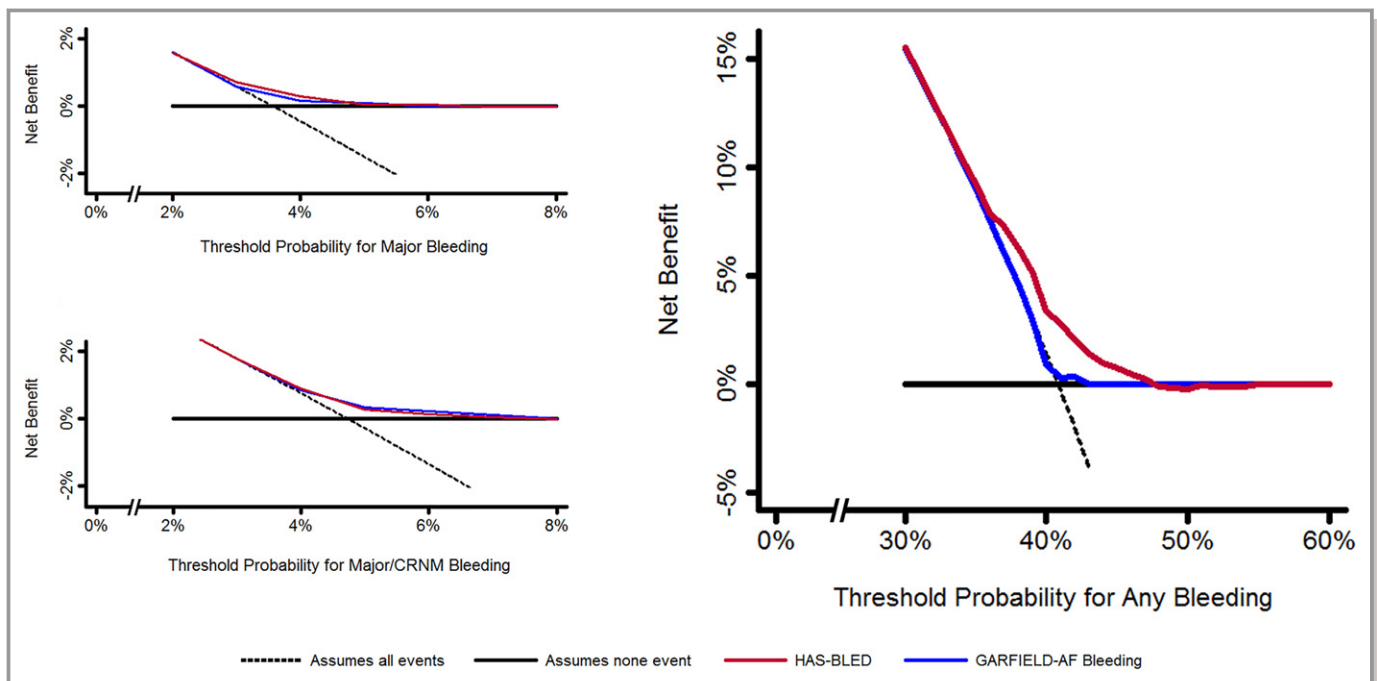 Net Benefit
2%
0%
-2%
0% 2% 4% 6% 8%
Threshold Probability for Major Bleeding
Net Benefit
2%
0%
-2%
0% 2% 4% 6% 8%
Threshold Probability for Major/CRNM Bleeding
Net Benefit
15%
10%
5%
0%
-5%
0% 30% 40% 50% 60%
Threshold Probability for Any Bleeding
Assumes all events Assumes none event HAS-BLED GARFIELD-AF Bleeding